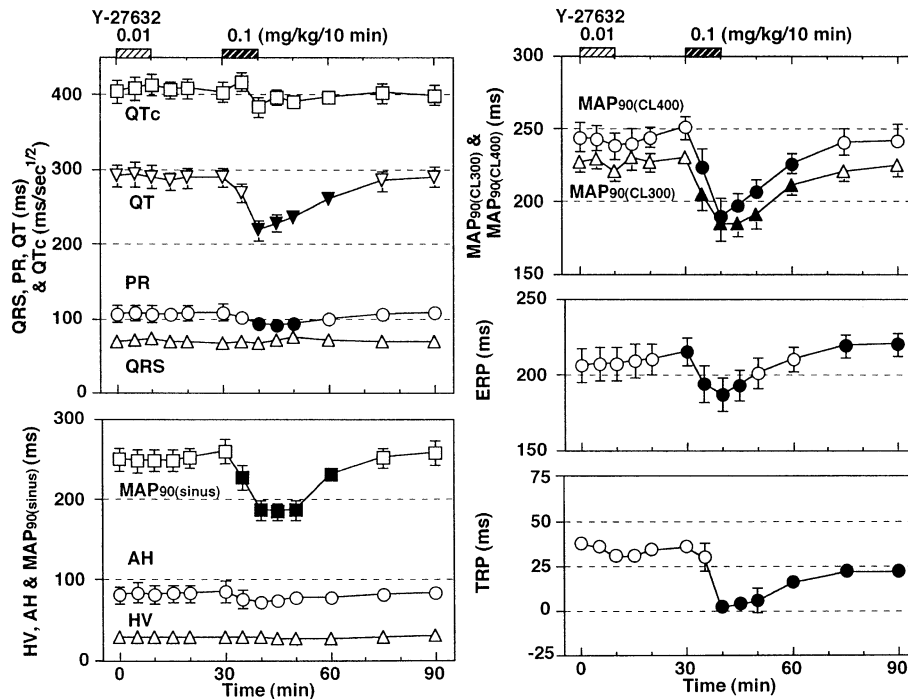 Y-27632
0.01
0.1 (mg/kg/10 min)
QRS, PR, QT (ms)
& QTc (ms/sec1/2)
400
300
200
100
0
QTc
QT
PR
QRS
HV, AH & MAP90(sinus) (ms)
300
200
100
0
MAP90(sinus)
AH
HV
0
30
60
90
Time (min)
Y-27632
0.01
0.1 (mg/kg/10 min)
MAP90(CL300) &
MAP90(CL400) (ms)
300
250
200
150
MAP90(CL400)
MAP90(CL300)
ERP (ms)
250
200
150
TRP (ms)
75
50
25
0
-25
0
30
60
90
Time (min)